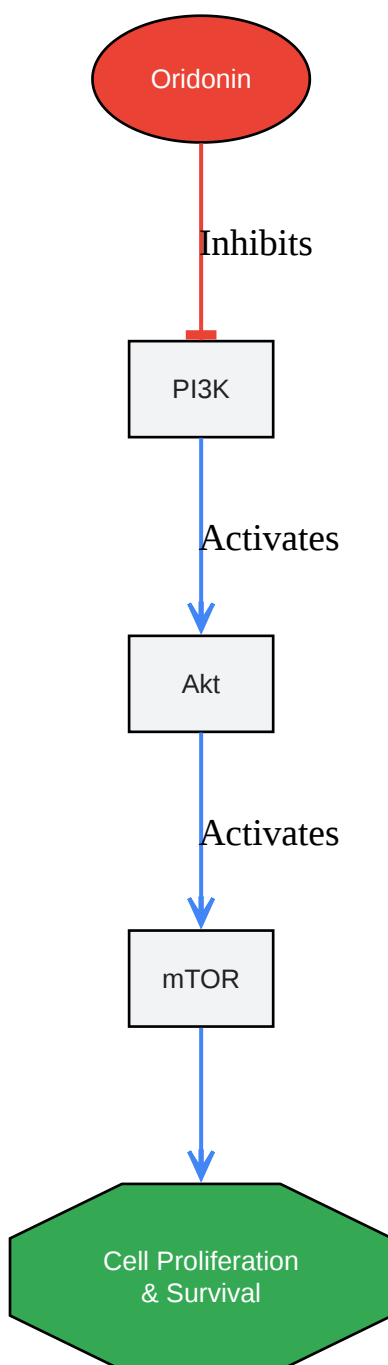 Oridonin
Inhibits
PI3K
Activates
Akt
Activates
mTOR
Cell Proliferation
& Survival